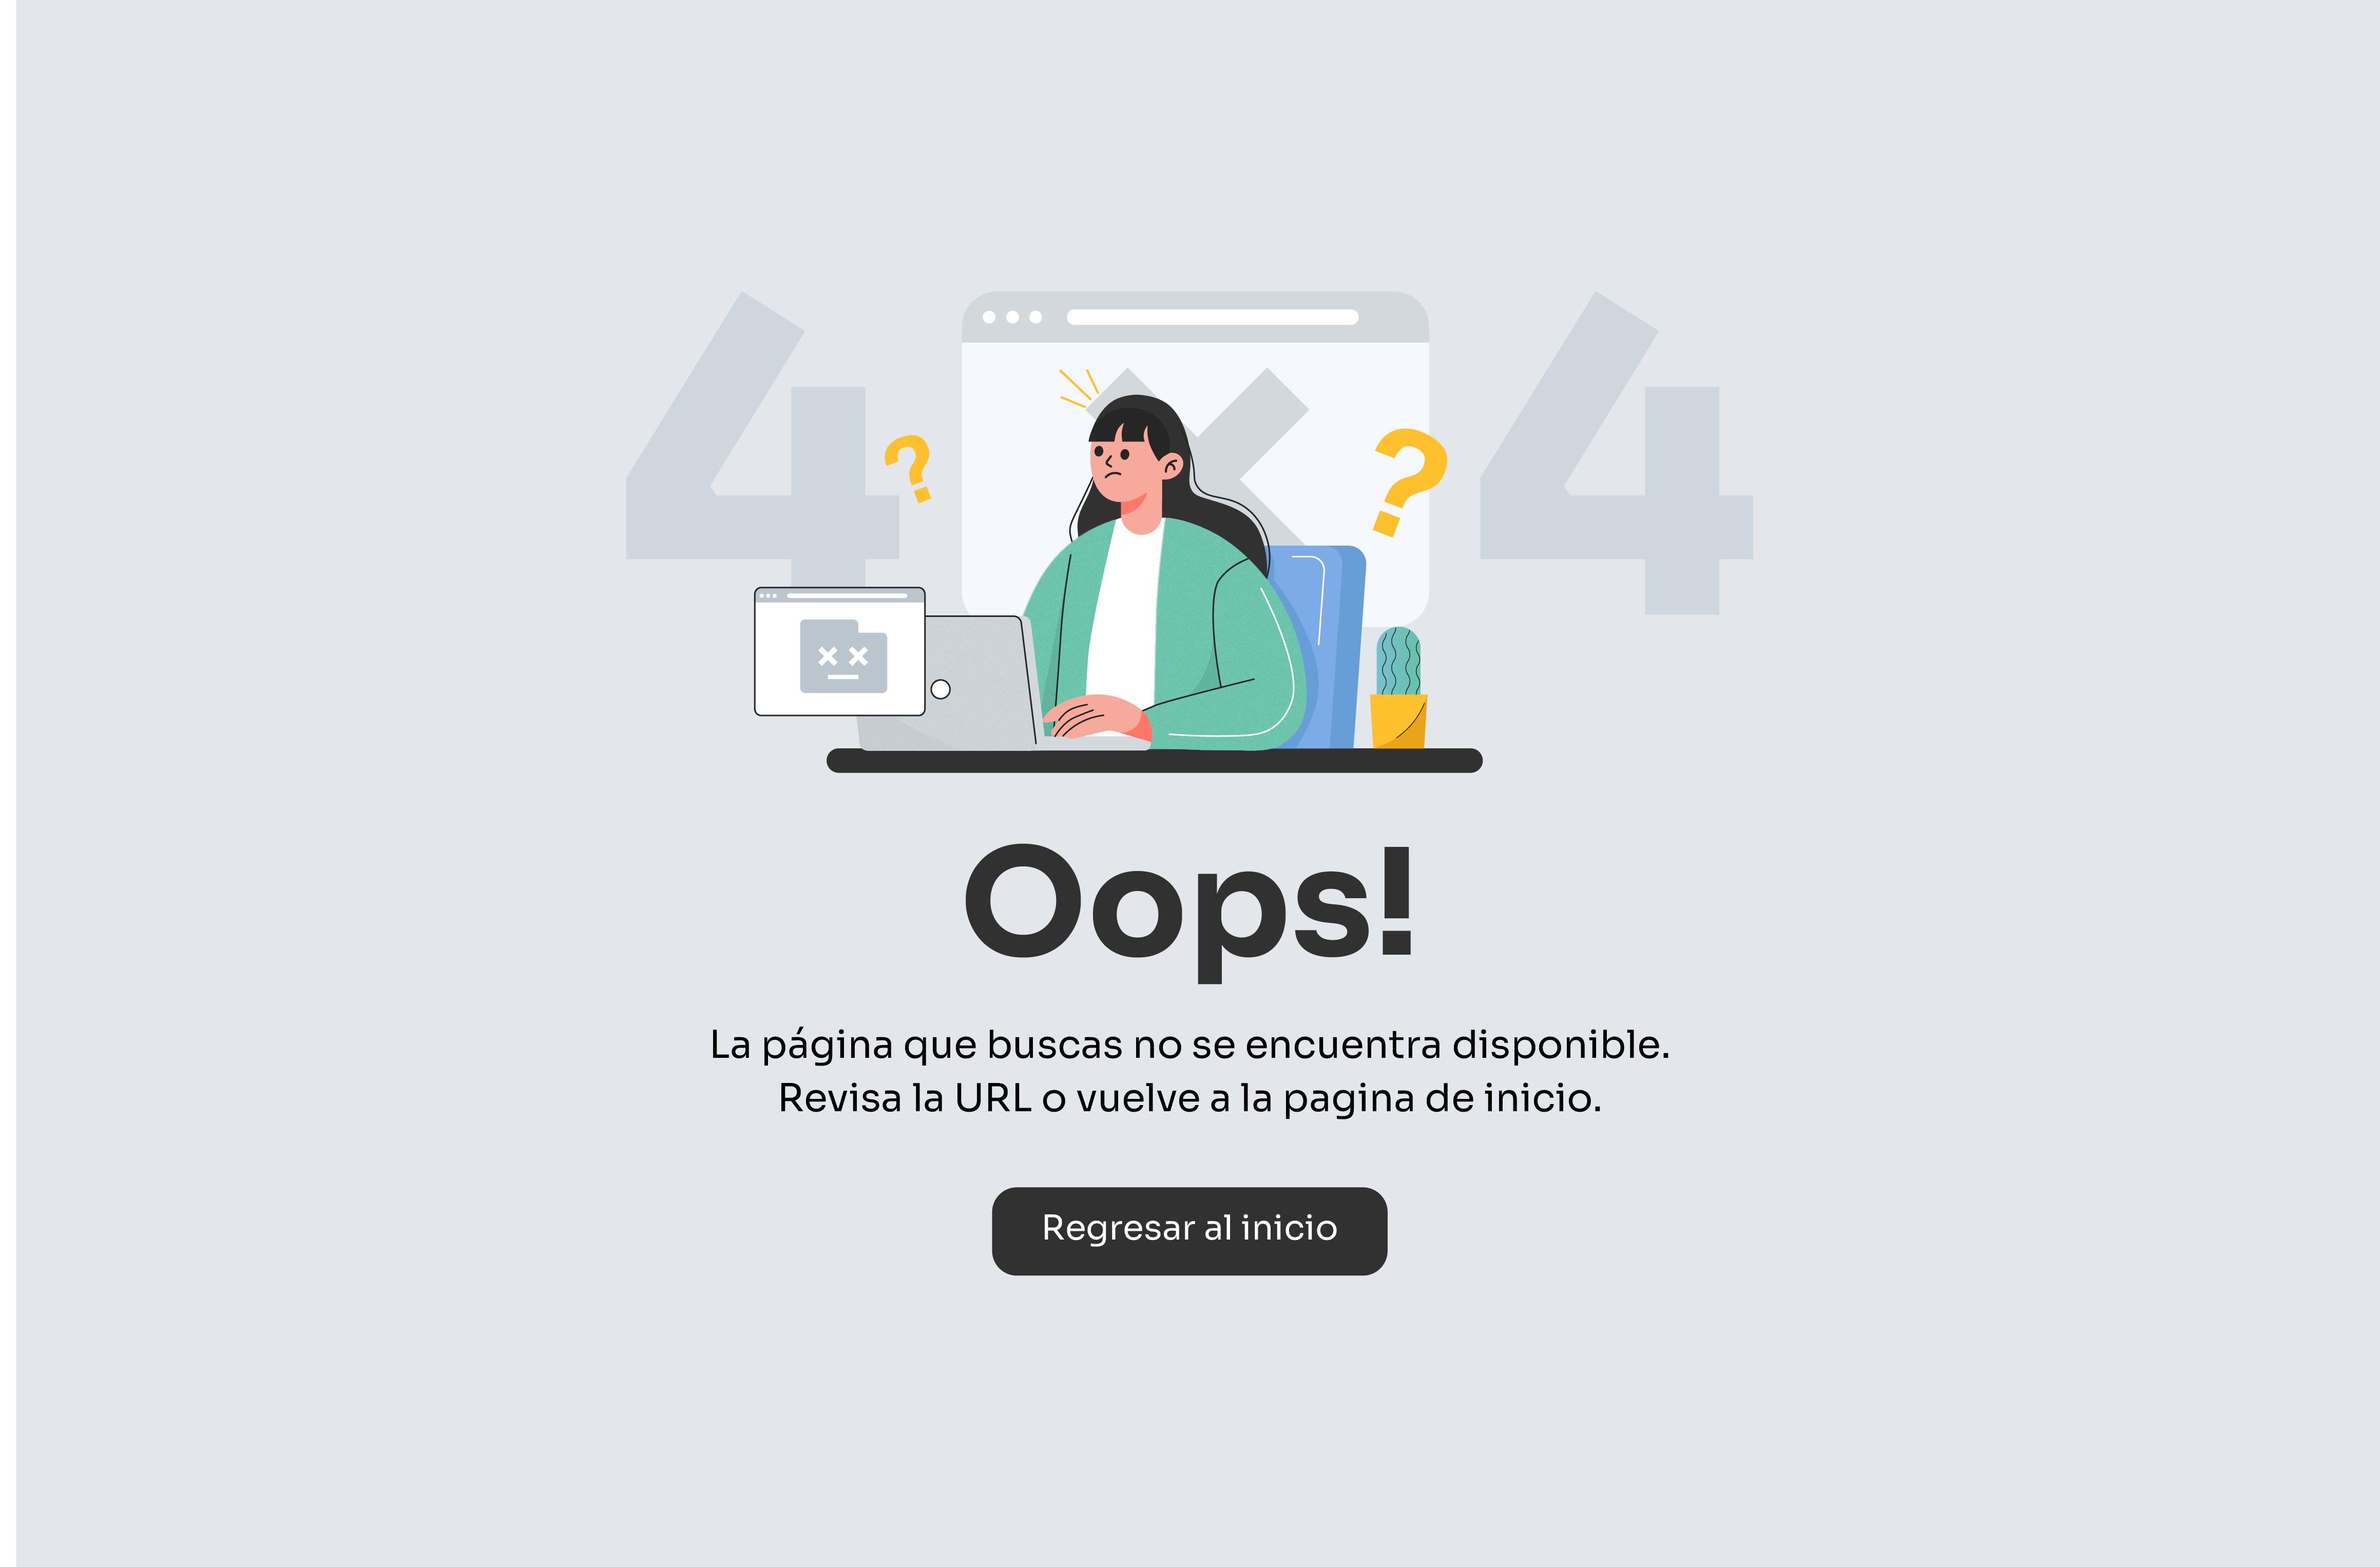 4 4
? ?
Oops!
La página que buscas no se encuentra disponible.
Revisa la URL o vuelve a la pagina de inicio.
Regresar al inicio